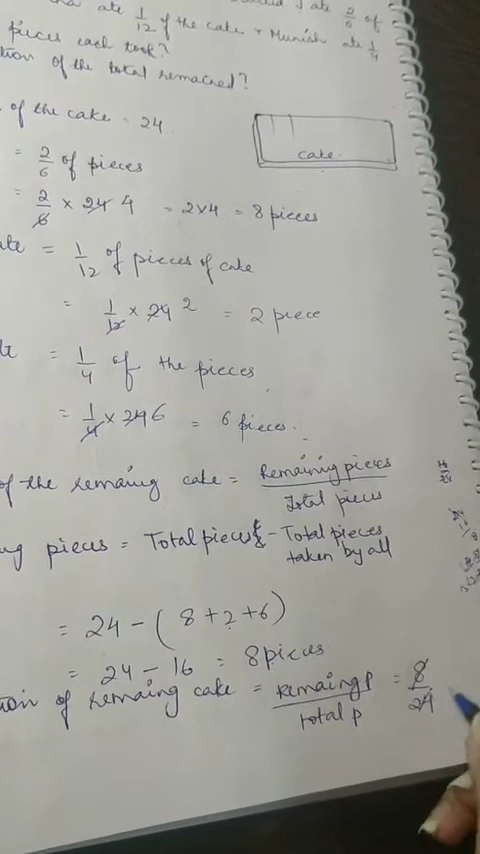 ate 1/12 of the cake & Munish ate 1/4
pieces each took?
tion of the total remained?
of the cake = 24
cake.
= 2/6 of pieces
= 2/6 × 24 4 = 2×4 = 8 pieces
ate = 1/12 of pieces of cake
= 1/12 × 24 2 = 2 piece
= 1/4 of the pieces
= 1/4 × 24 6 = 6 pieces.
of the remaing cake = Remaining pieces / Total pieces
ng pieces = Total pieces - Total pieces taken by all
= 24 - (8+2+6)
= 24 - 16 = 8 pieces
tion of remaing cake = remaing p / total p = 8/24